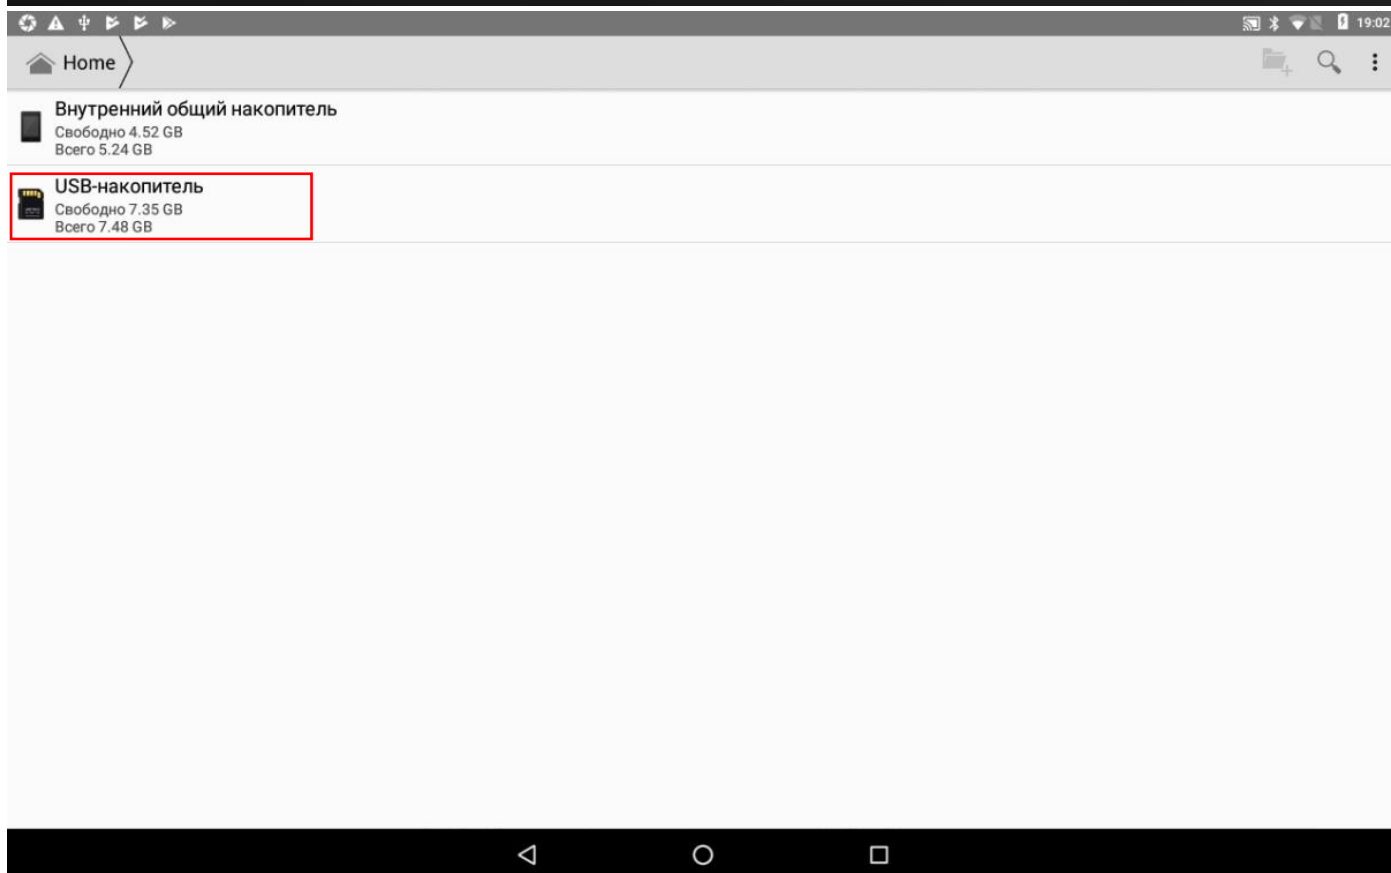 19:02
Home
Внутренний общий накопитель
Свободно 4.52 GB
Всего 5.24 GB
USB-накопитель
Свободно 7.35 GB
Всего 7.48 GB